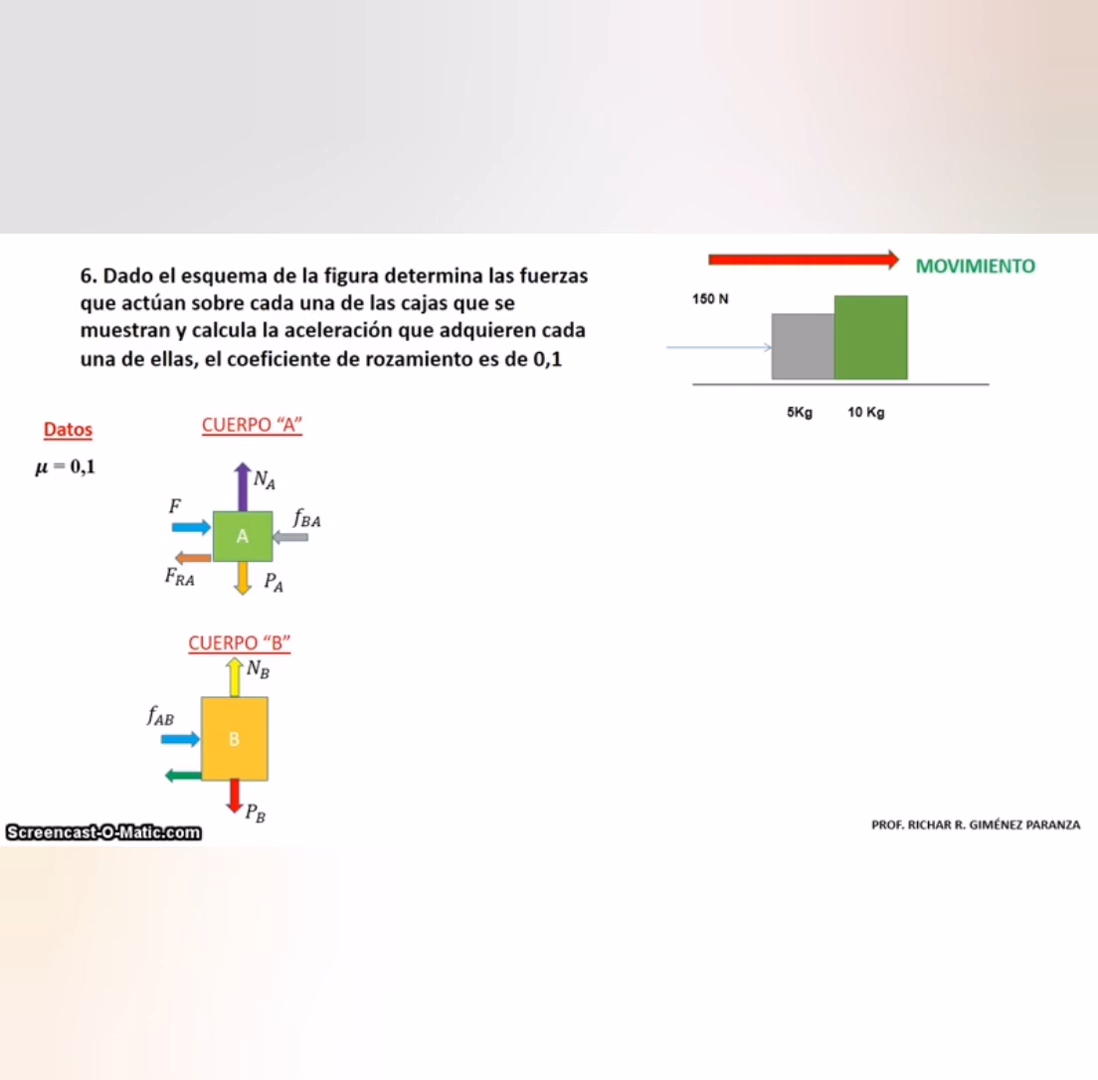 6. Dado el esquema de la figura determina las fuerzas
que actúan sobre cada una de las cajas que se
muestran y calcula la aceleración que adquieren cada
una de ellas, el coeficiente de rozamiento es de 0,1
MOVIMIENTO
150 N
5Kg 10 Kg
Datos
μ = 0,1
CUERPO “A”
N_A
F
f_BA
A
F_RA
P_A
CUERPO “B”
N_B
f_AB
B
P_B
Screencast-O-Matic.com
PROF. RICHAR R. GIMÉNEZ PARANZA